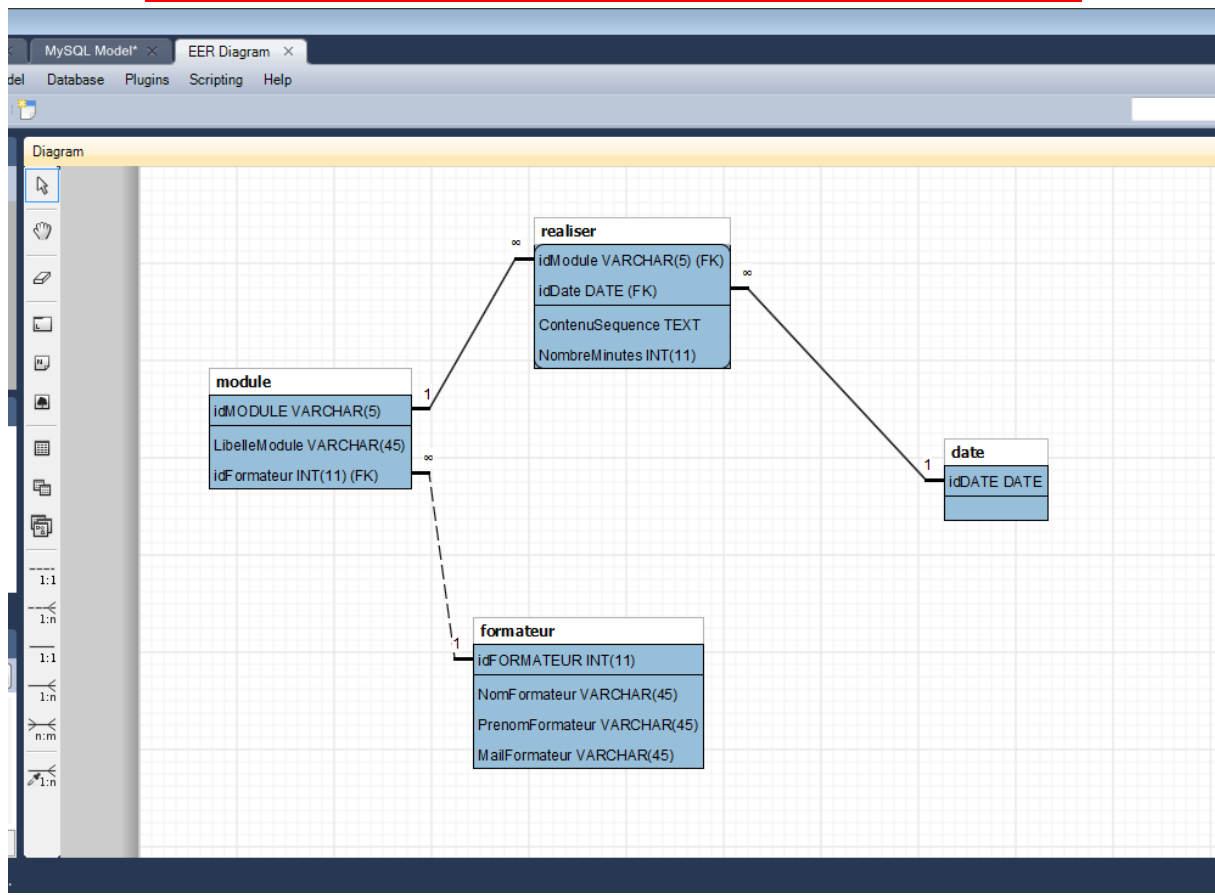 MySQL Model*
EER Diagram
del Database Plugins Scripting Help
Diagram
realiser
idModule VARCHAR(5) (FK)
idDate DATE (FK)
ContenuSequence TEXT
NombreMinutes INT(11)
∞
∞
module
idMODULE VARCHAR(5)
LibelleModule VARCHAR(45)
idFormateur INT(11) (FK)
1
∞
date
idDATE DATE
1
formateur
idFORMATEUR INT(11)
NomFormateur VARCHAR(45)
PrenomFormateur VARCHAR(45)
MailFormateur VARCHAR(45)
1
1:1
1:n
1:1
1:n
n:m
1:n